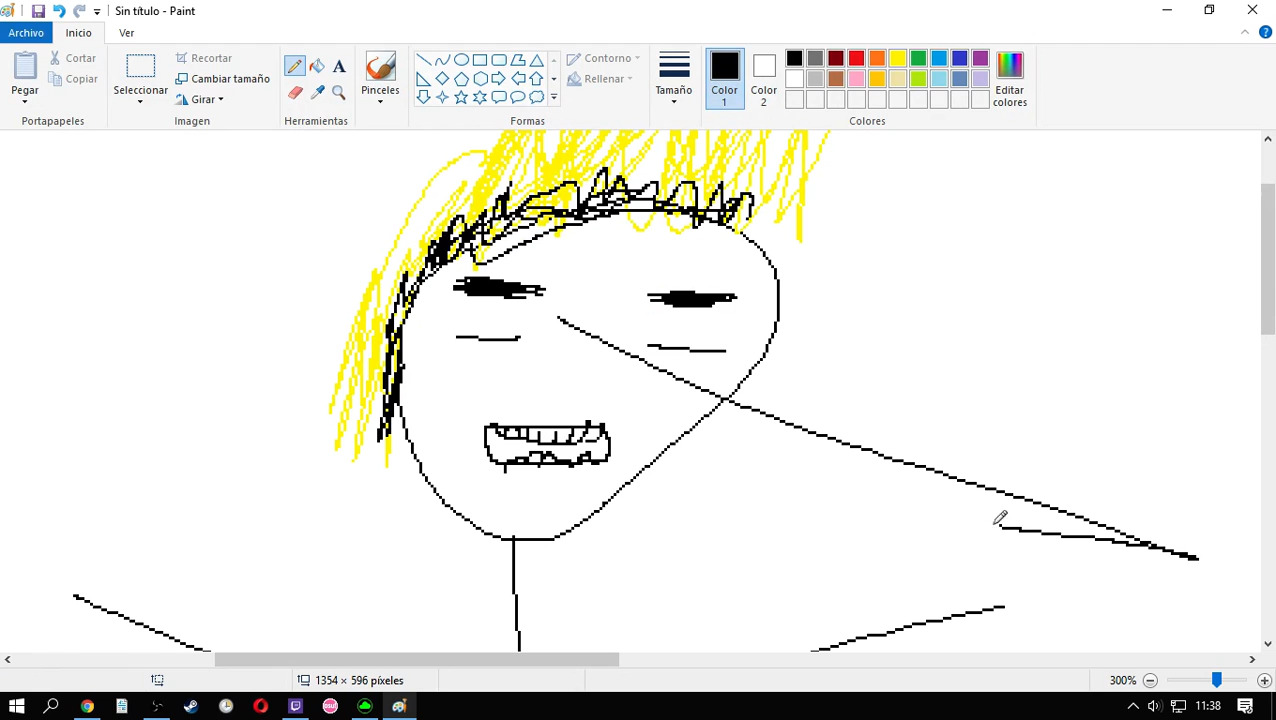 Sin título - Paint
Archivo
Inicio
Ver
Pegar
Cortar
Copiar
Portapapeles
Seleccionar
Recortar
Cambiar tamaño
Girar
Imagen
A
Herramientas
Pinceles
Contorno
Rellenar
Formas
Tamaño
Color
1
Color
2
Editar
colores
Colores
1354 × 596 píxeles
300%
osu!
11:38